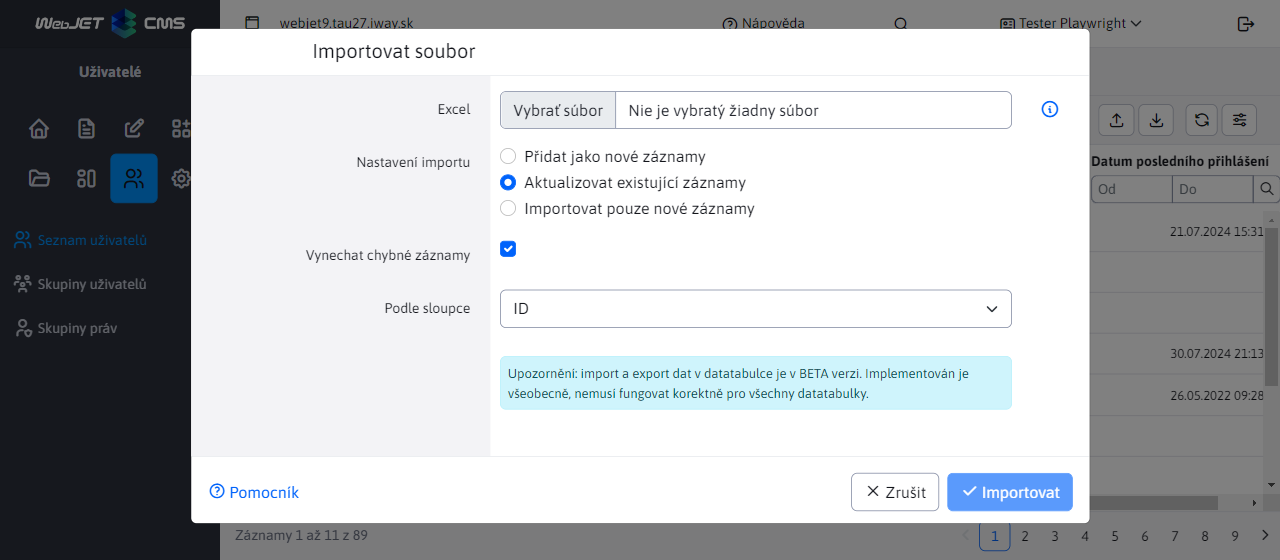 WebJET CMS
webjet9.tau27.iway.sk
Nápověda
Tester Playwright
Uživatelé
Importovat soubor
Excel
Vybrať súbor
Nie je vybratý žiadny súbor
Nastavení importu
Přidat jako nové záznamy
Aktualizovat existující záznamy
Importovat pouze nové záznamy
Vynechat chybné záznamy
Podle sloupce
ID
Upozornění: import a export dat v datatabulce je v BETA verzi. Implementován je
všeobecně, nemusí fungovat korektně pro všechny datatabulky.
Pomocník
Zrušit
Importovat
Seznam uživatelů
Skupiny uživatelů
Skupiny práv
Datum posledního přihlášení
Od
Do
21.07.2024 15:31
30.07.2024 21:13
26.05.2022 09:28
Záznamy 1 až 11 z 89
1 2 3 4 5 6 7 8 9